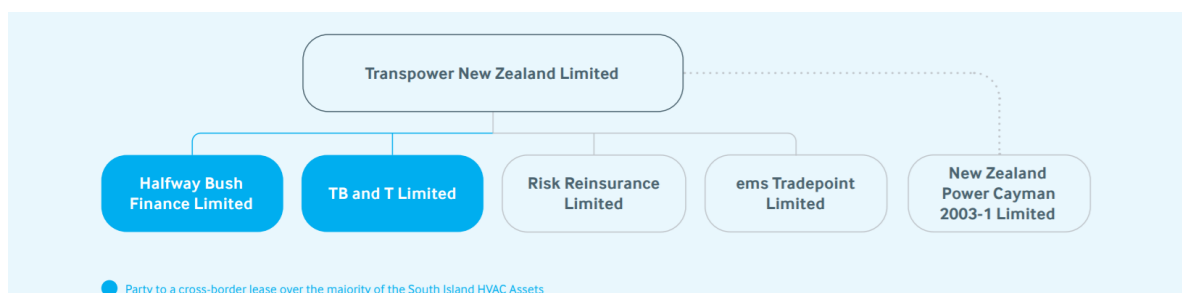 Transpower New Zealand Limited
Halfway Bush
Finance Limited
TB and T Limited
Risk Reinsurance
Limited
ems Tradepoint
Limited
New Zealand
Power Cayman
2003-1 Limited
Party to a cross-border lease over the majority of the South Island HVAC Assets